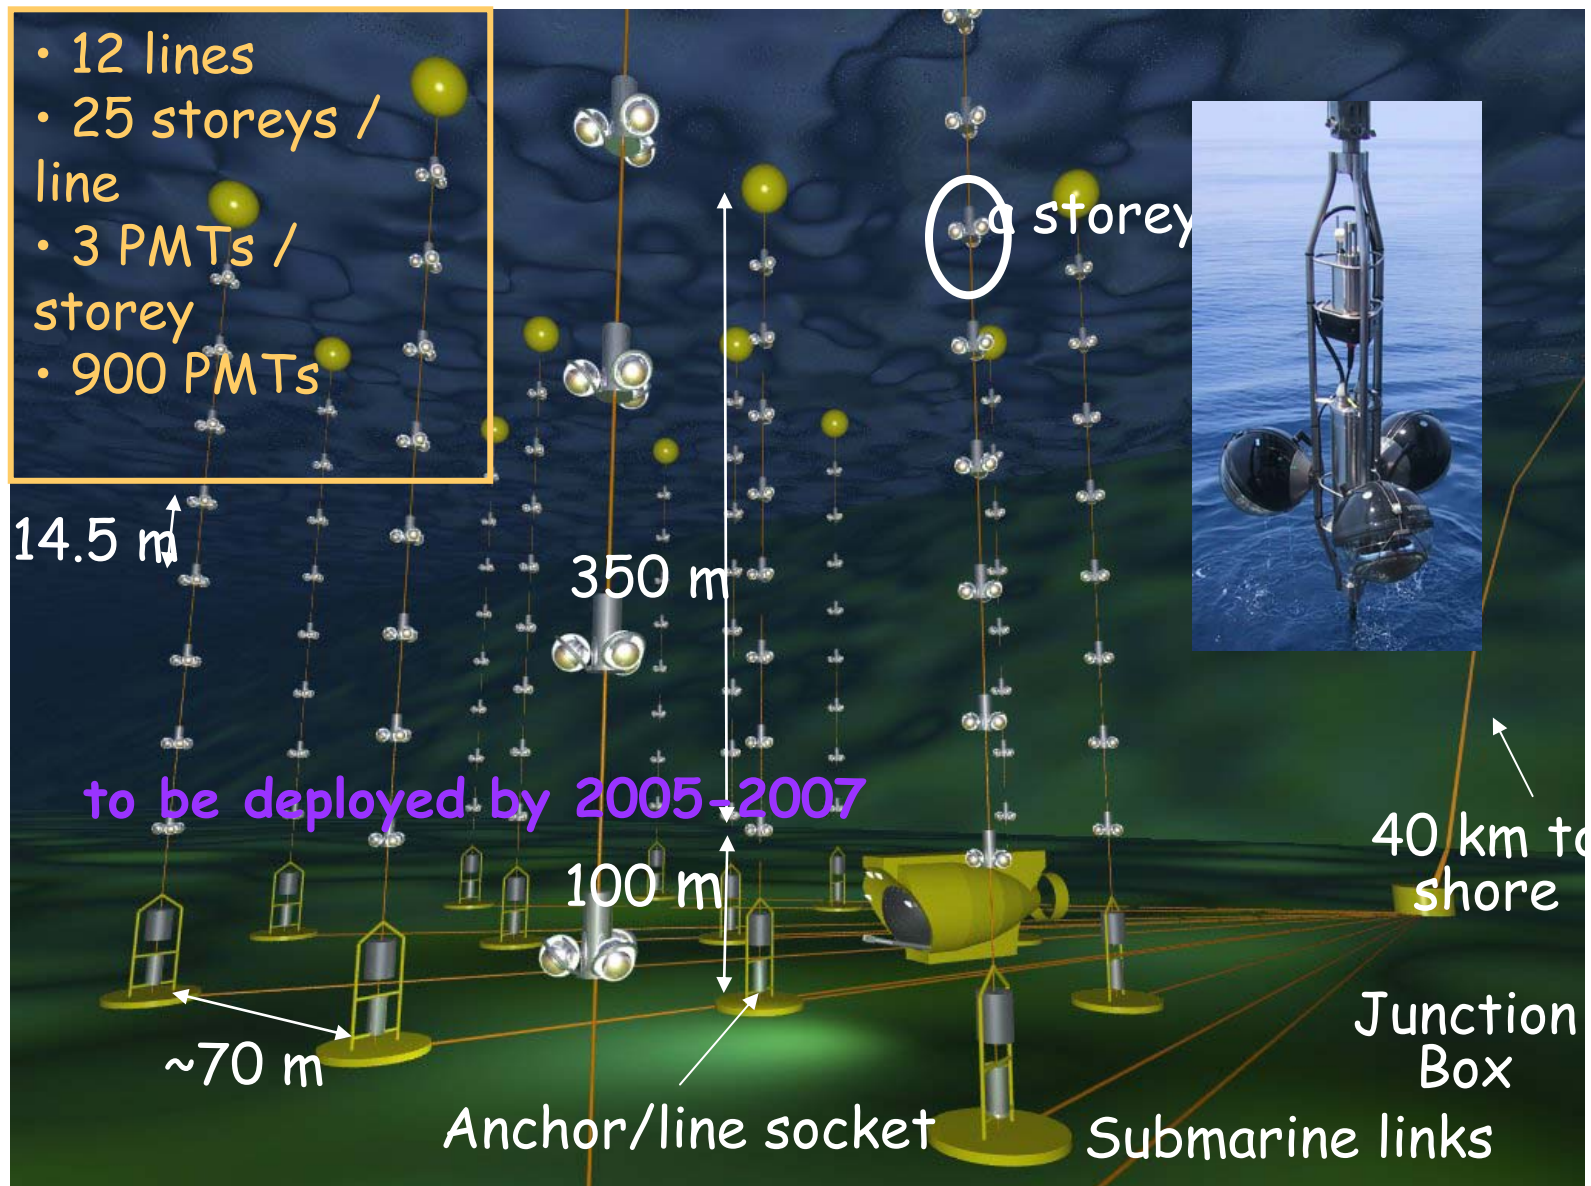 • 12 lines
• 25 storeys /
line
• 3 PMTs /
storey
• 900 PMTs
a storey
14.5 m
350 m
to be deployed by 2005-2007
100 m
40 km to
shore
~70 m
Junction
Box
Anchor/line socket
Submarine links